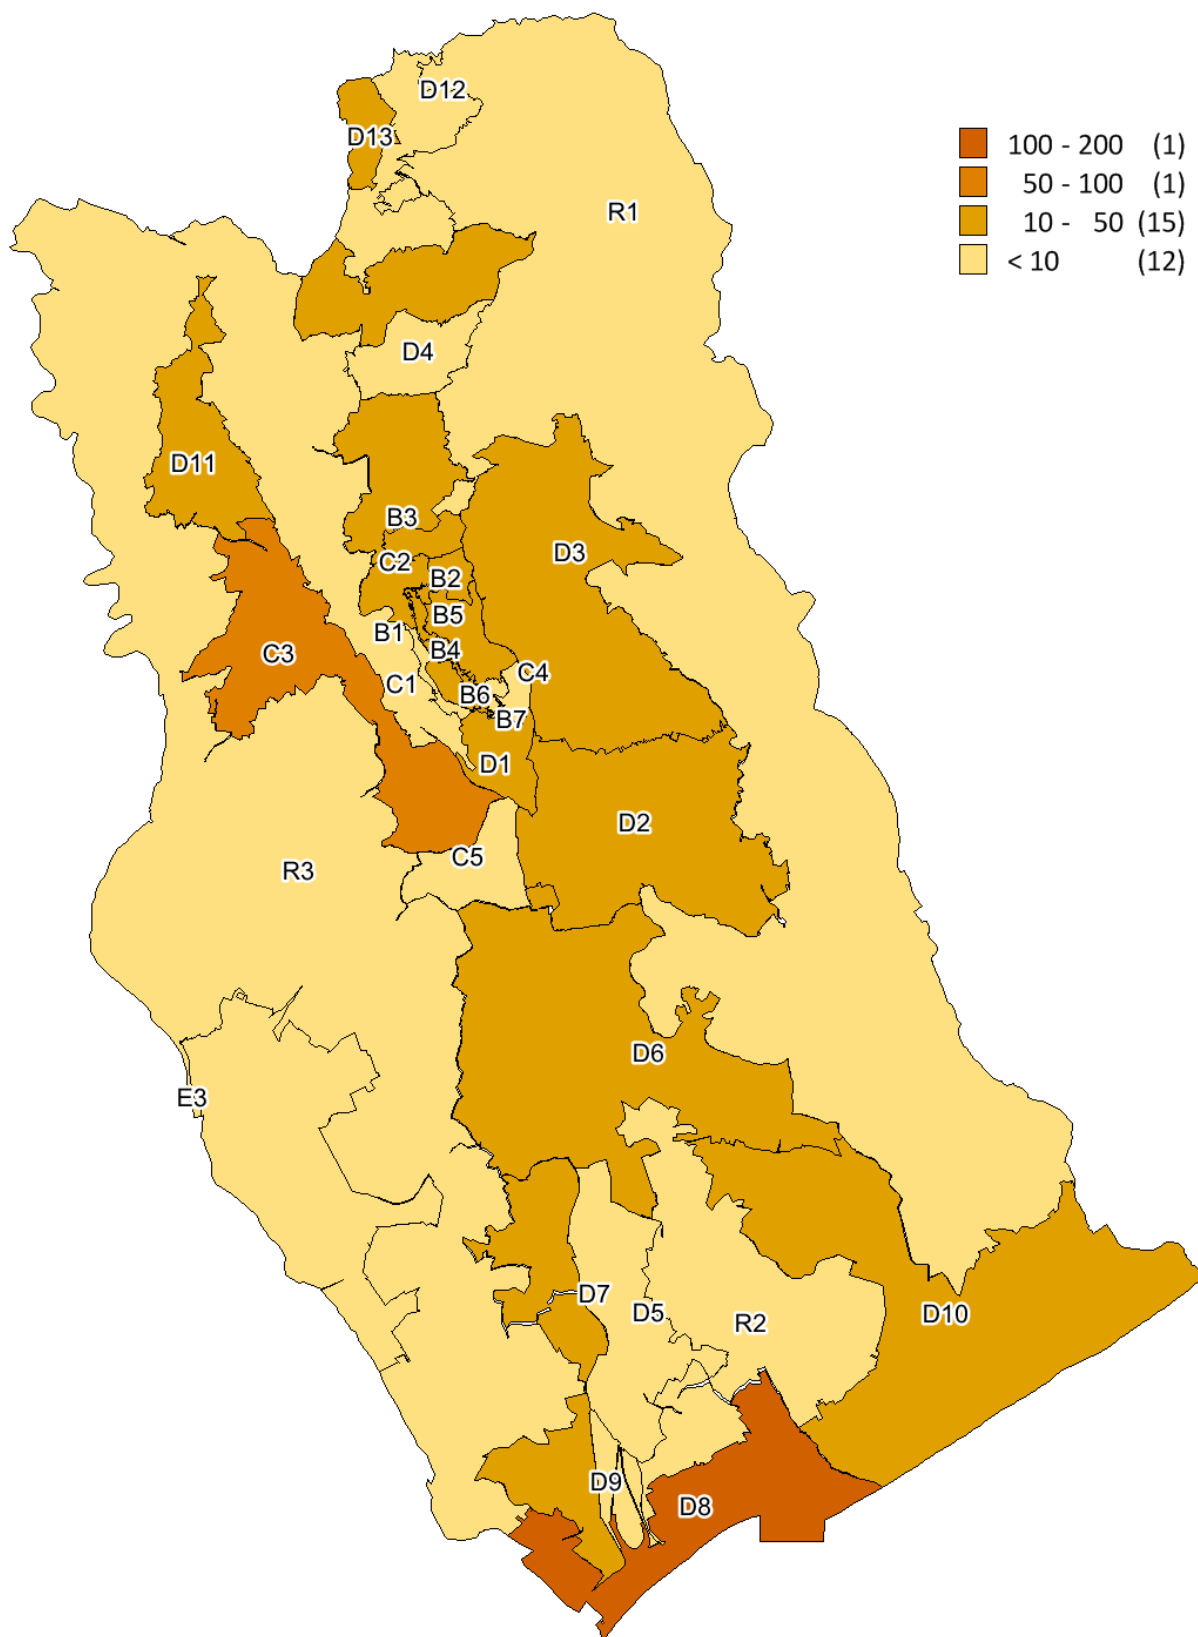 D12
D13
100 - 200 (1)
50 - 100 (1)
R1
10 - 50 (15)
< 10 (12)
D4
D11
B3
D3
C2
B2
B5
B1
B4
C3
C4
C1
B6
B7
D1
D2
C5
R3
D6
E3
D7
D5
D10
R2
D9
D8